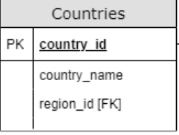 Countries
PK country_id
country_name
region_id [FK]